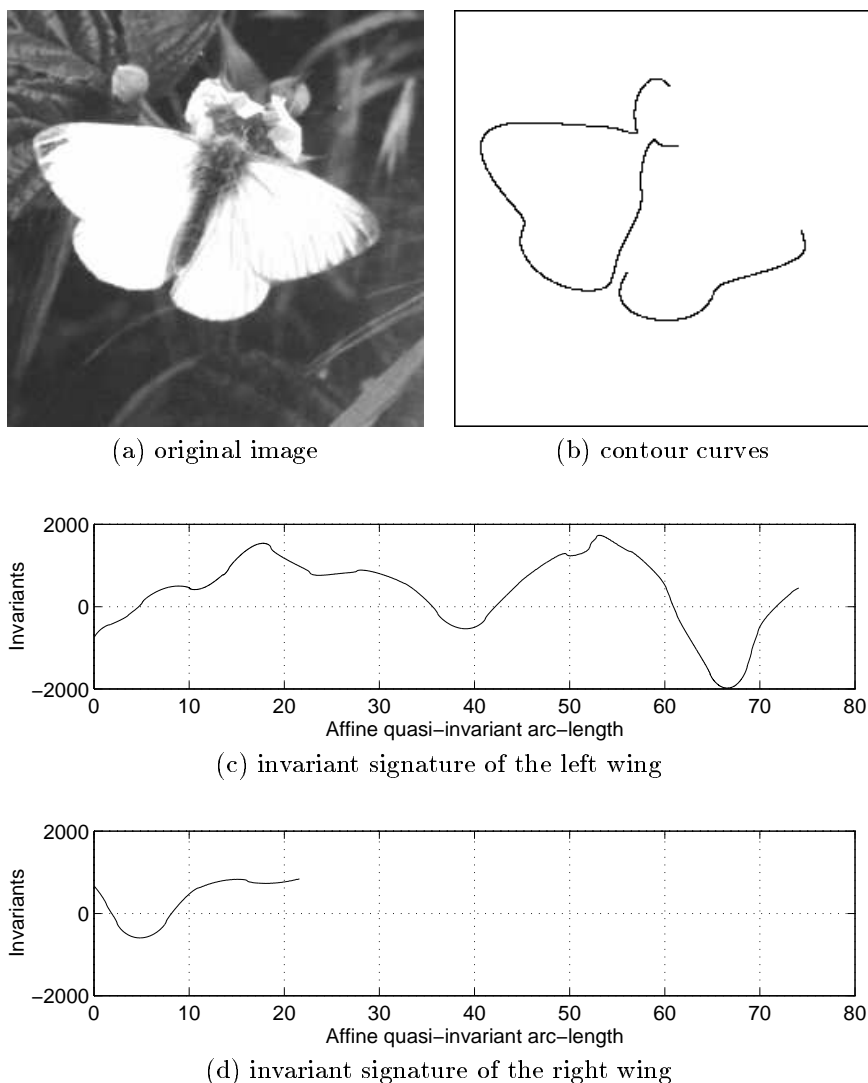 (a) original image
(b) contour curves
2000
0
−2000
Invariants
0 10 20 30 40 50 60 70 80
Affine quasi−invariant arc−length
(c) invariant signature of the left wing
2000
0
−2000
Invariants
0 10 20 30 40 50 60 70 80
Affine quasi−invariant arc−length
(d) invariant signature of the right wing